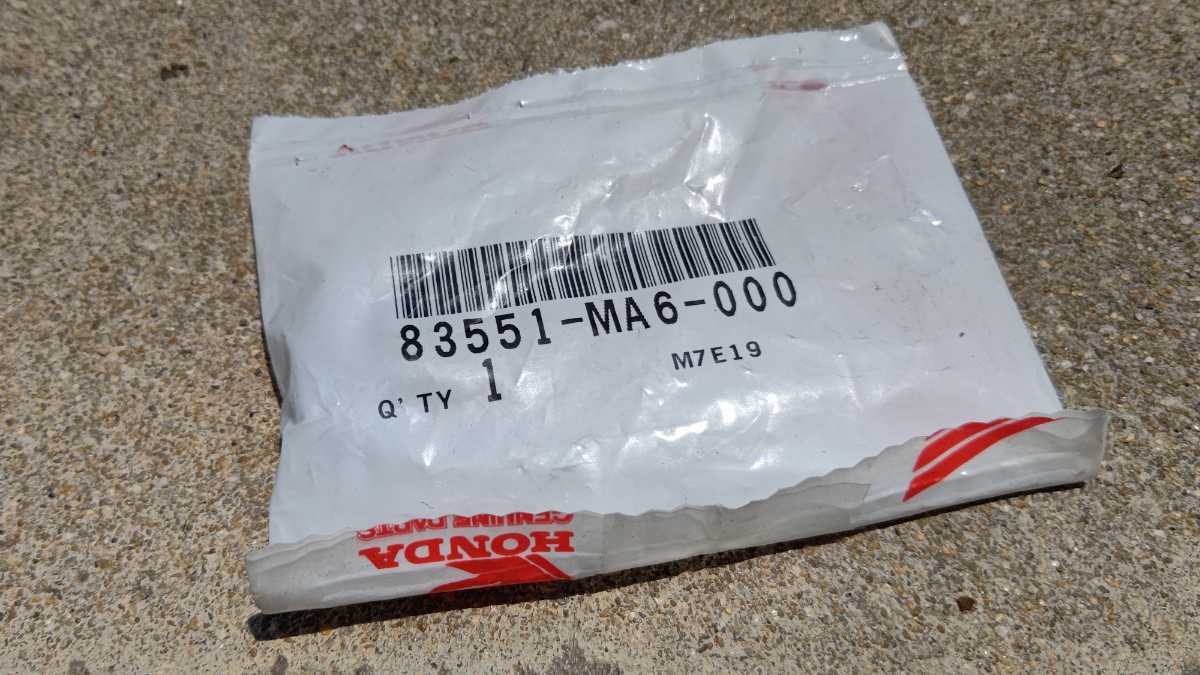 83551-MA6-000
Q'TY 1
M7E19
HONDA
GENUINE PARTS